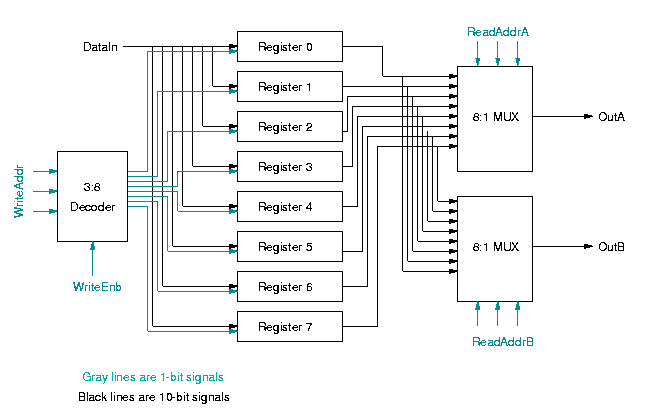 ReadAddrA
DataIn
Register 0
Register 1
Register 2
Register 3
Register 4
Register 5
Register 6
Register 7
8:1 MUX
OutA
3:8
Decoder
WriteAddr
WriteEnb
8:1 MUX
OutB
ReadAddrB
Gray lines are 1-bit signals
Black lines are 10-bit signals